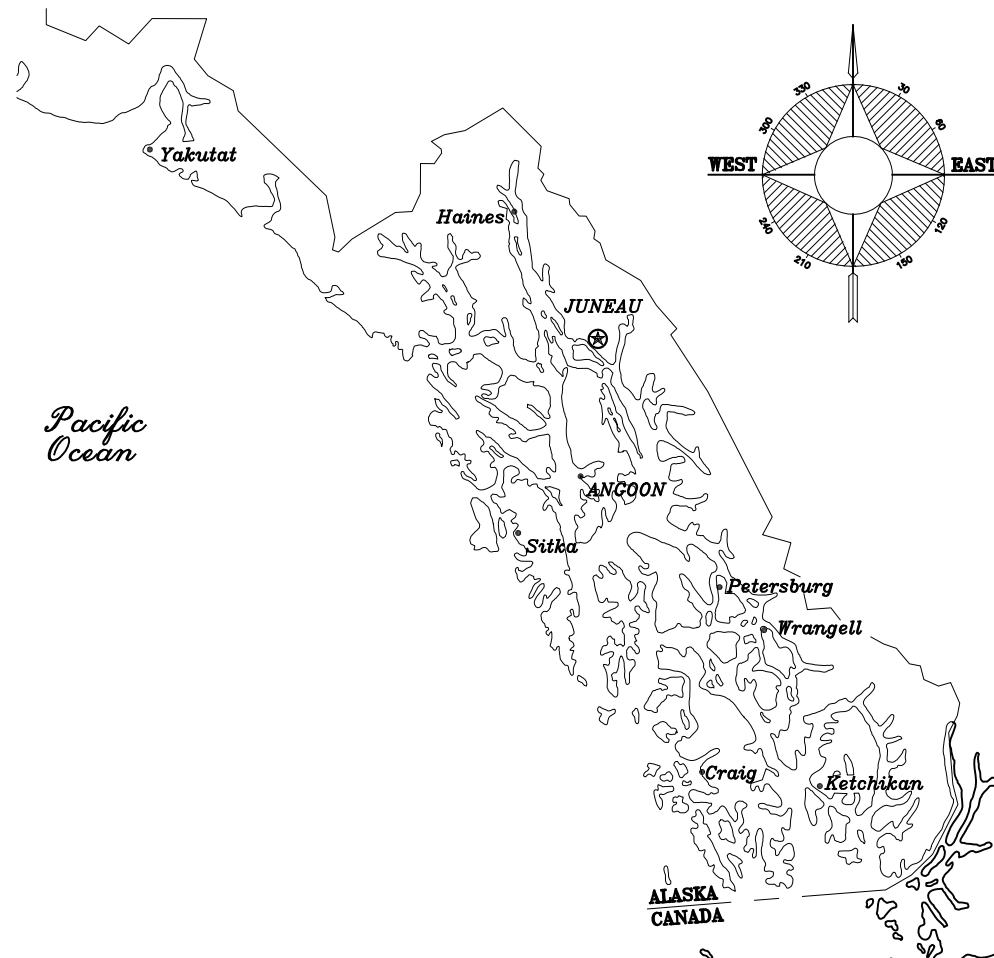 330
30
300
60
WEST
EAST
240
120
210
150
Yakutat
Haines
JUNEAU
Pacific
Ocean
ANGOON
Sitka
Petersburg
Wrangell
Craig
Ketchikan
ALASKA
CANADA